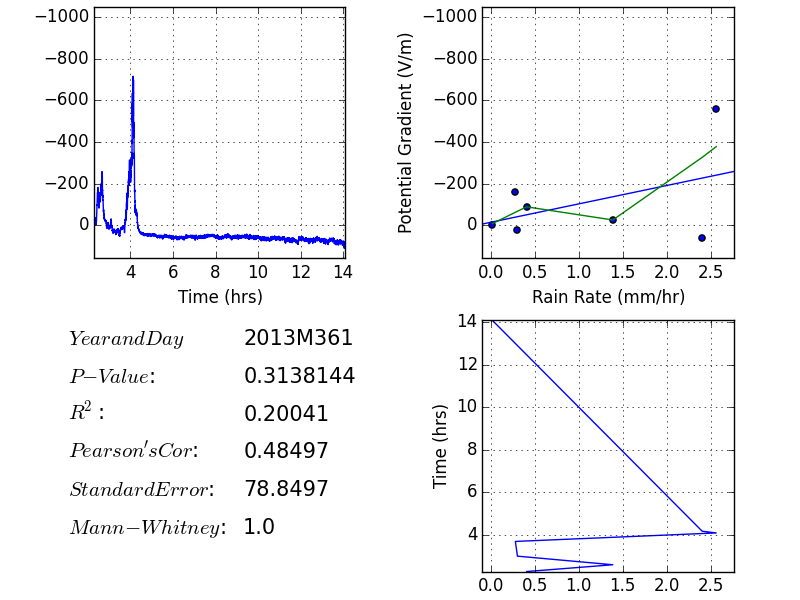 −1000
−800
−600
−400
−200
0
4 6 8 10 12 14
Time (hrs)
Potential Gradient (V/m)
−1000
−800
−600
−400
−200
0
0.0 0.5 1.0 1.5 2.0 2.5
Rain Rate (mm/hr)
YearandDay 2013M361
P−Value: 0.3138144
R²: 0.20041
Pearson'sCor: 0.48497
StandardError: 78.8497
Mann−Whitney: 1.0
Time (hrs)
14
12
10
8
6
4
0.0 0.5 1.0 1.5 2.0 2.5